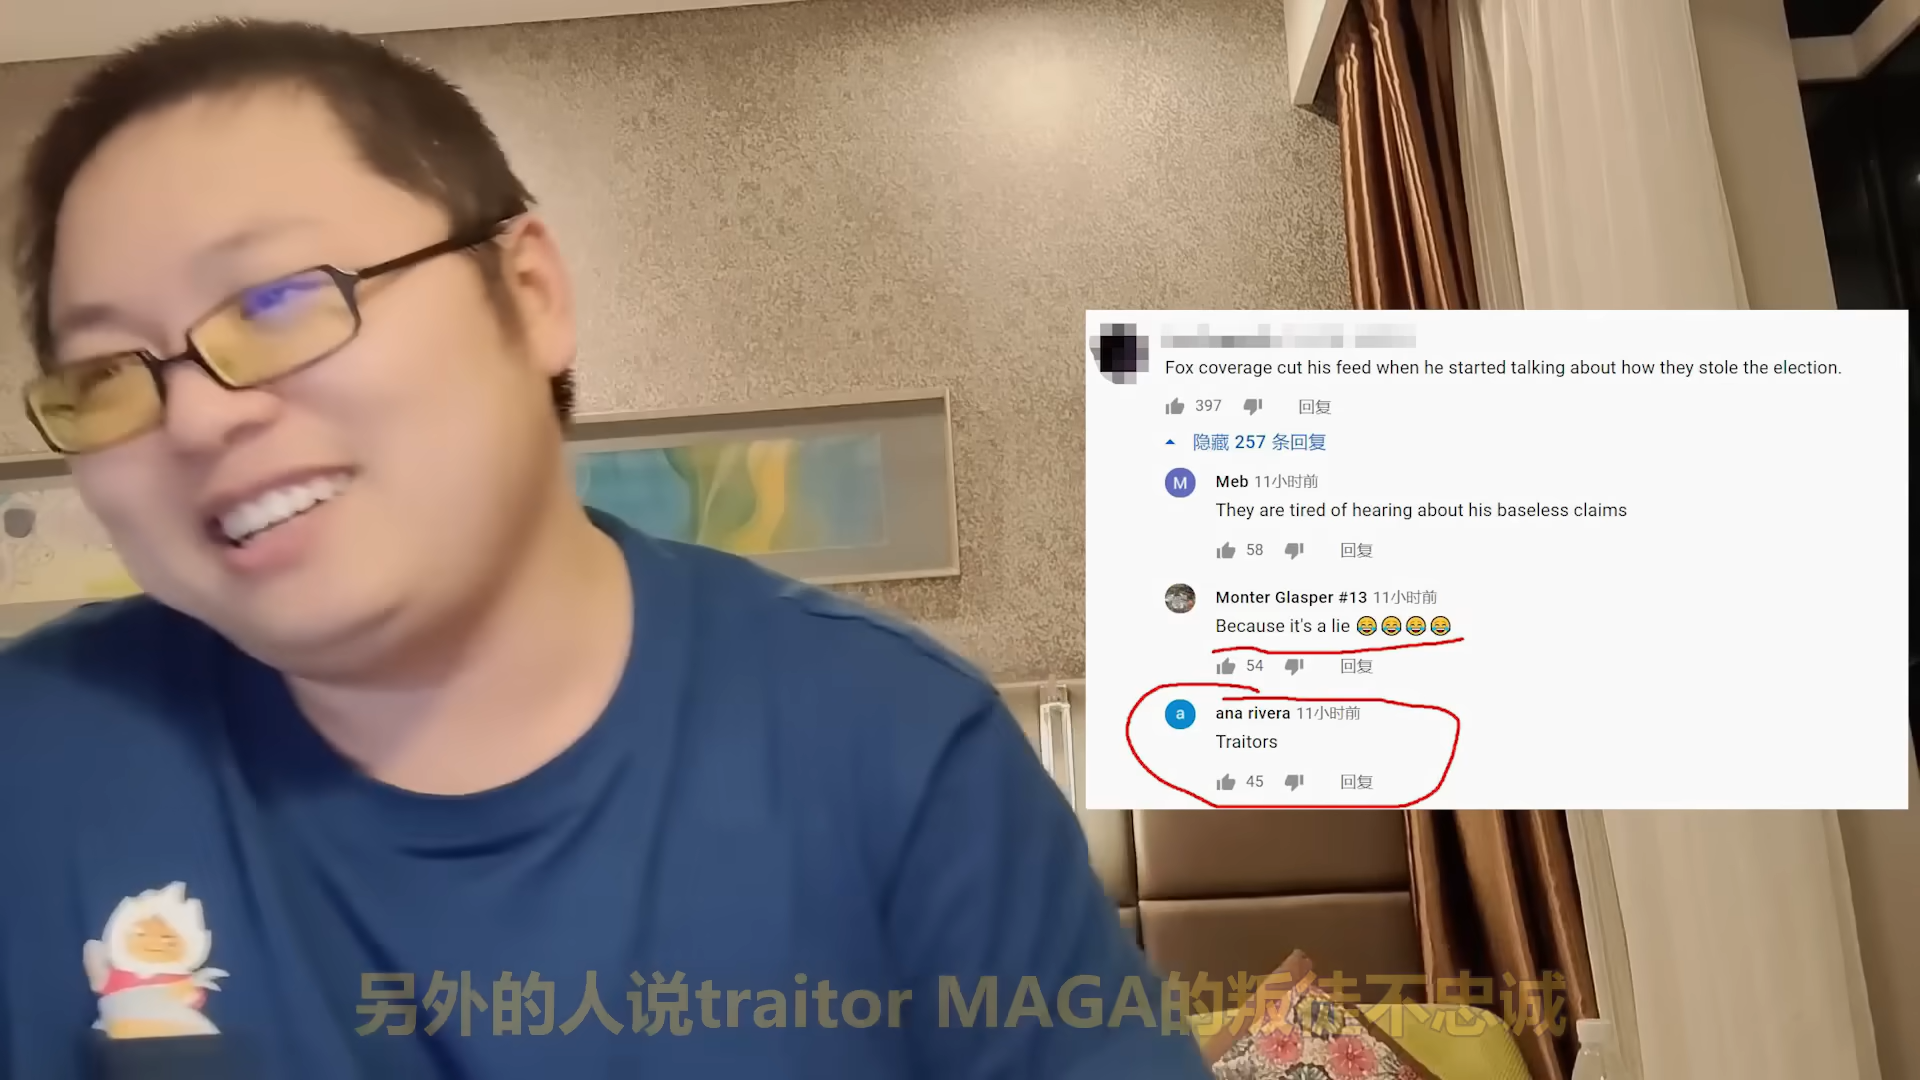 Fox coverage cut his feed when he started talking about how they stole the election.
397 回复
隐藏 257 条回复
M
Meb 11小时前
They are tired of hearing about his baseless claims
58 回复
Monter Glasper #13 11小时前
Because it's a lie 😂😂😂😂
54 回复
a
ana rivera 11小时前
Traitors
45 回复
另外的人说traitor MAGA的叛徒不忠诚